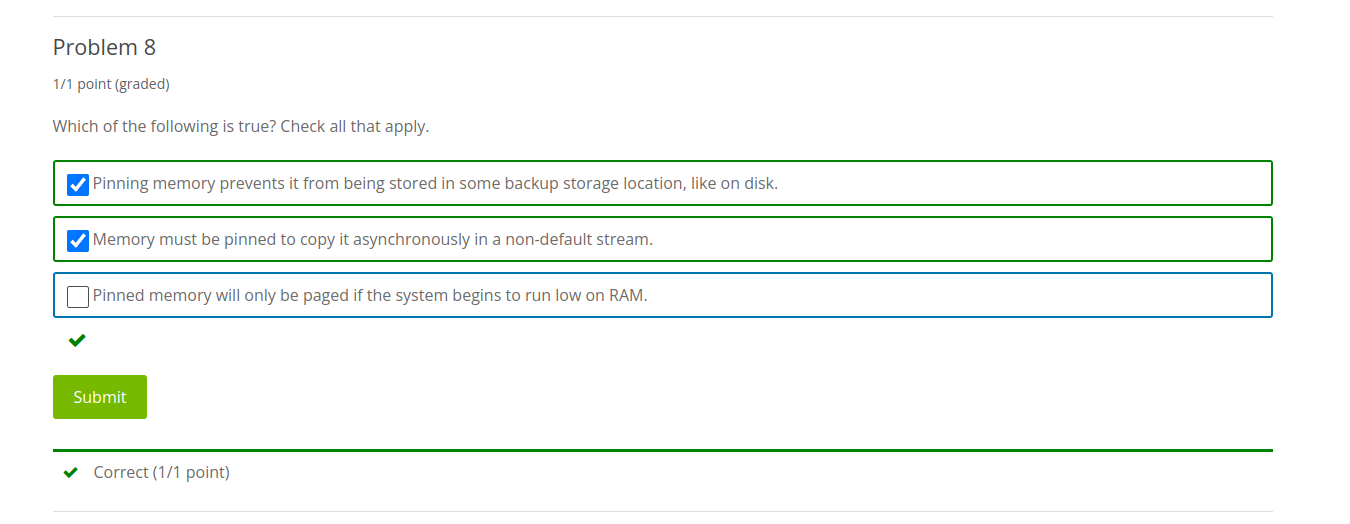 Problem 8
1/1 point (graded)
Which of the following is true? Check all that apply.
Pinning memory prevents it from being stored in some backup storage location, like on disk.
Memory must be pinned to copy it asynchronously in a non-default stream.
Pinned memory will only be paged if the system begins to run low on RAM.
Submit
Correct (1/1 point)